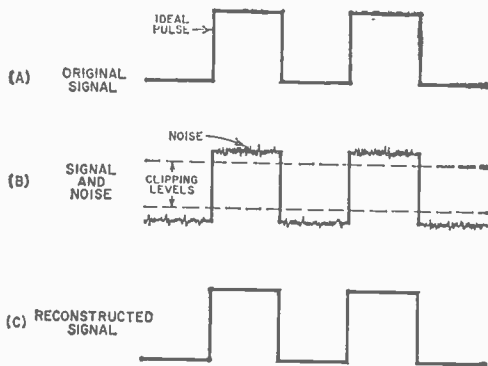 IDEAL
PULSE
(A)
ORIGINAL
SIGNAL
NOISE
(B)
SIGNAL
AND
NOISE
CLIPPING
LEVELS
(C)
RECONSTRUCTED
SIGNAL